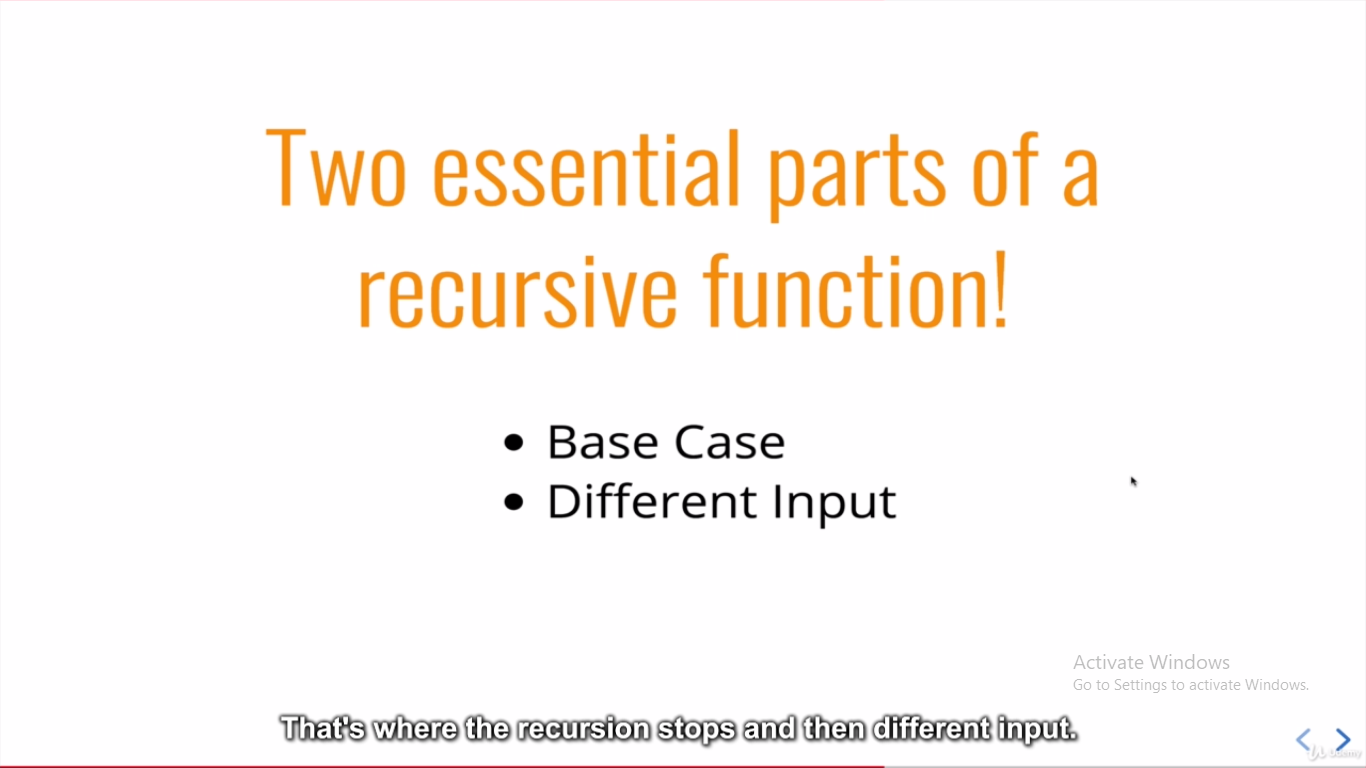 Two essential parts of a
recursive function!
Base Case
Different Input
Activate Windows
Go to Settings to activate Windows.
That's where the recursion stops and then different input.
Udemy